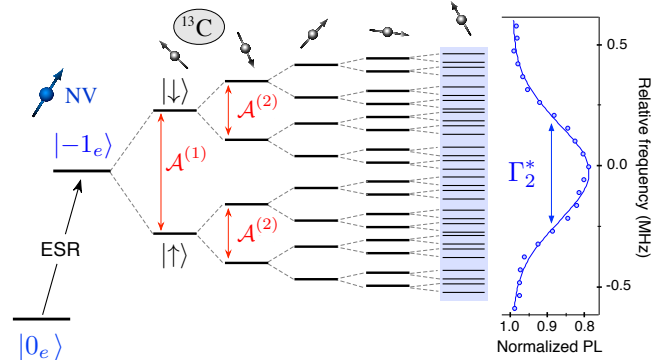 ¹³C
NV
|↓⟩
𝒜⁽²⁾
|−1ₑ⟩
𝒜⁽¹⁾
𝒜⁽²⁾
|↑⟩
ESR
|0ₑ⟩
Γ₂*
0.5
0.0
-0.5
Relative frequency (MHz)
1.0 0.9 0.8
Normalized PL